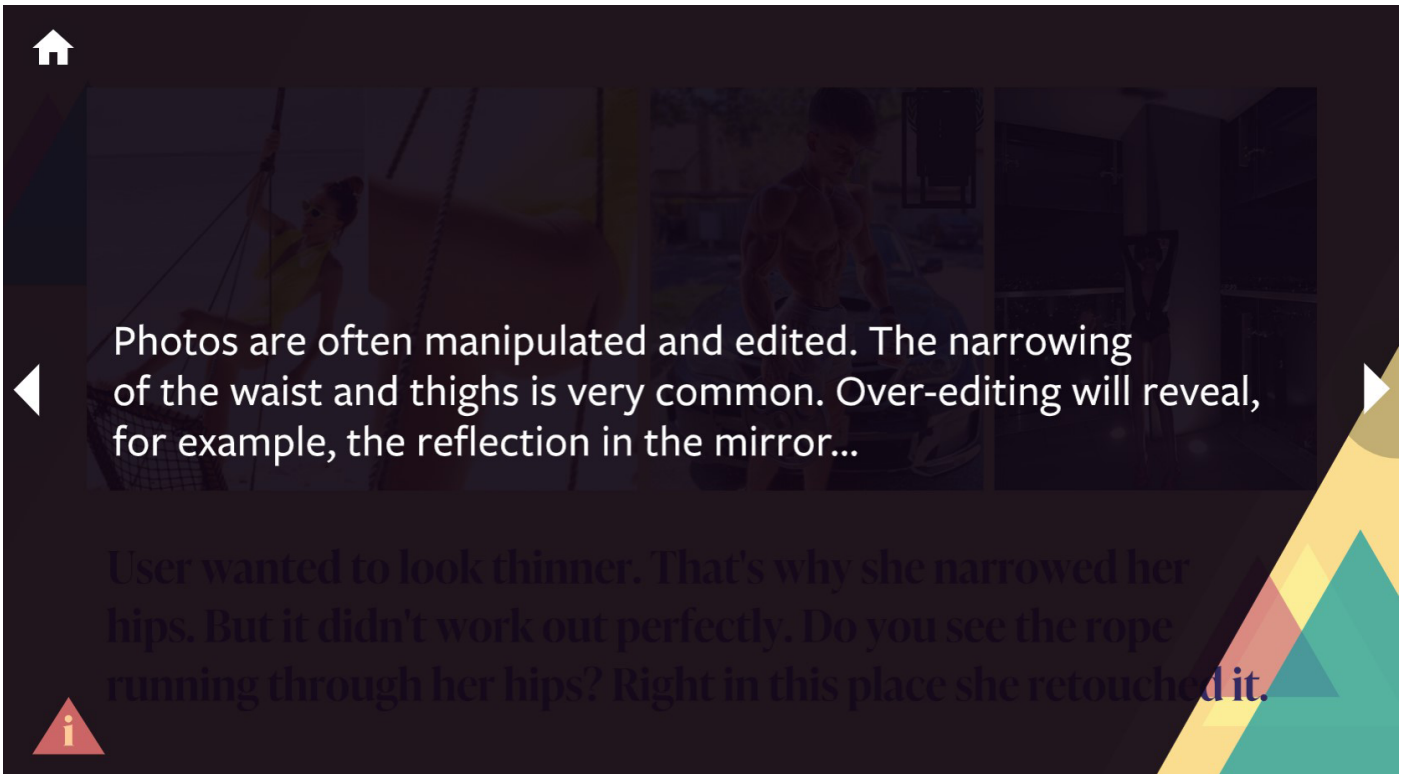 Photos are often manipulated and edited. The narrowing
of the waist and thighs is very common. Over-editing will reveal,
for example, the reflection in the mirror...
User wanted to look thinner. That's why she narrowed her
hips. But it didn't work out perfectly. Do you see the rope
running through her hips? Right in this place she retouched it.
i